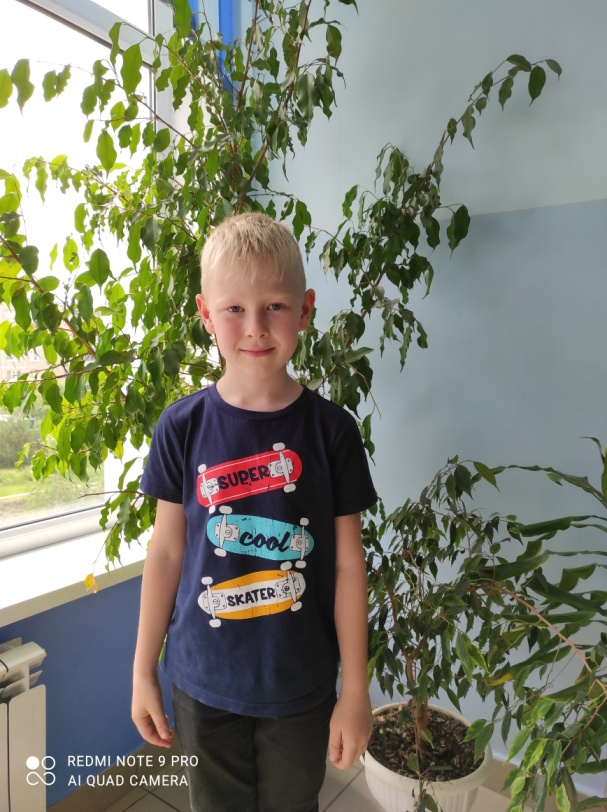 SUPER
COOL
SKATER
REDMI NOTE 9 PRO
AI QUAD CAMERA